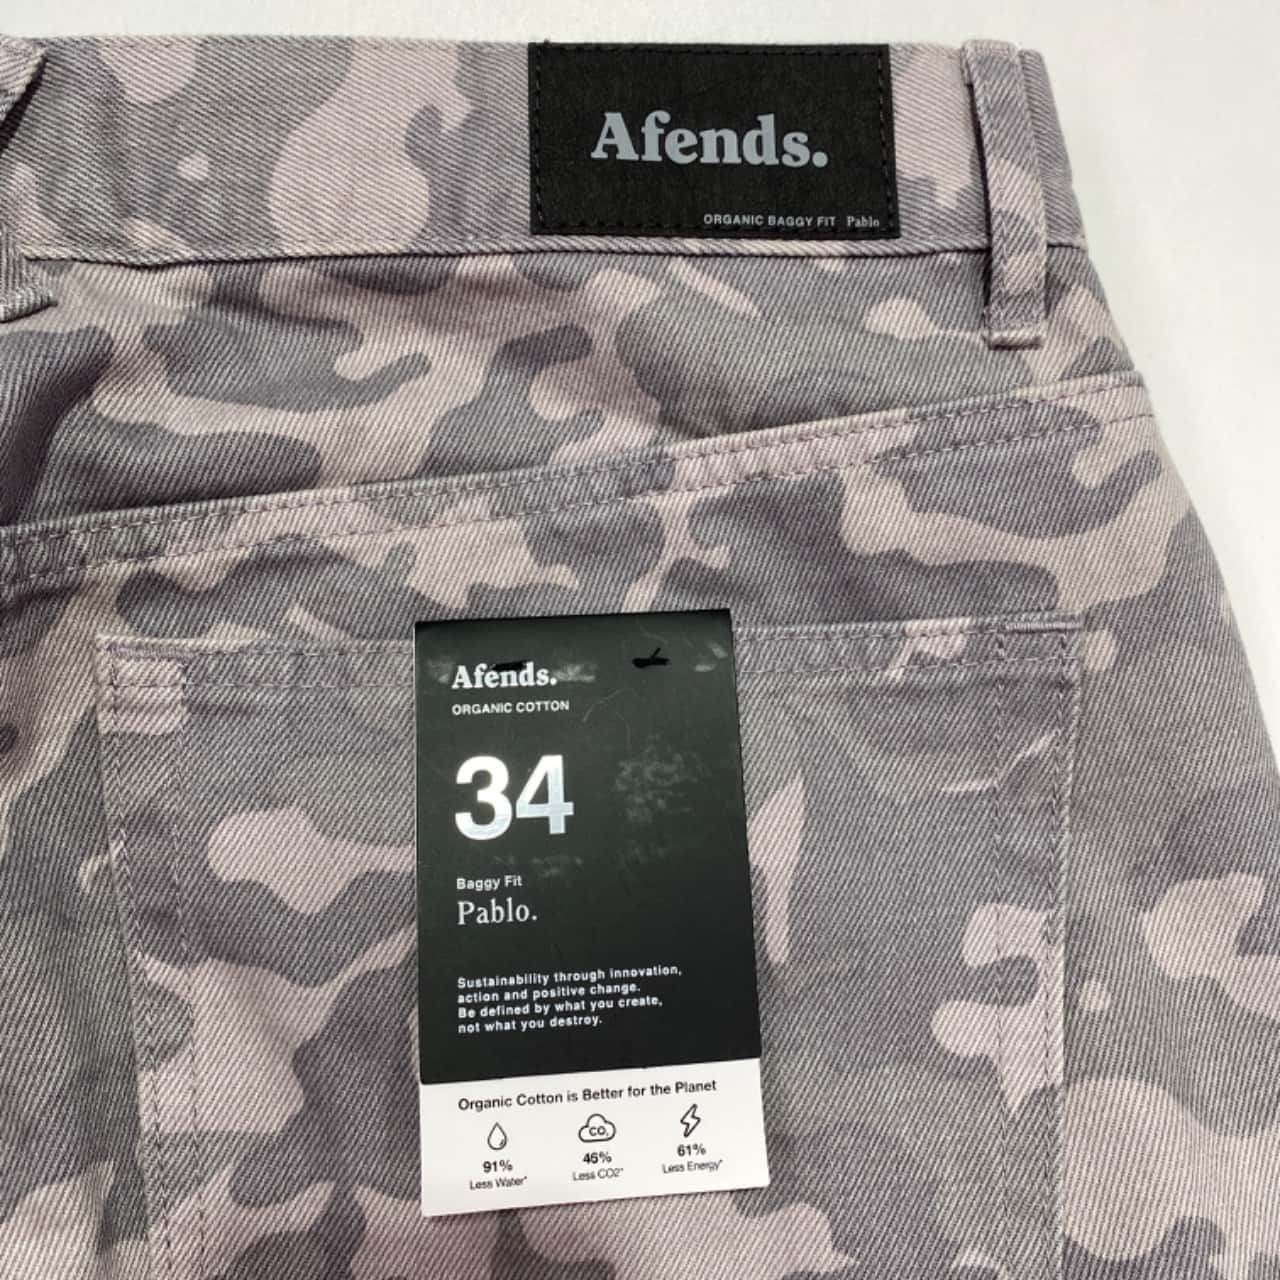 Afends.
ORGANIC BAGGY FIT Pablo
Afends.
ORGANIC COTTON
34
Baggy Fit
Pablo.
Sustainability through innovation,
action and positive change.
Be defined by what you create,
not what you destroy.
Organic Cotton is Better for the Planet
CO₂
91%
46%
61%
Less Water*
Less CO2*
Less Energy*